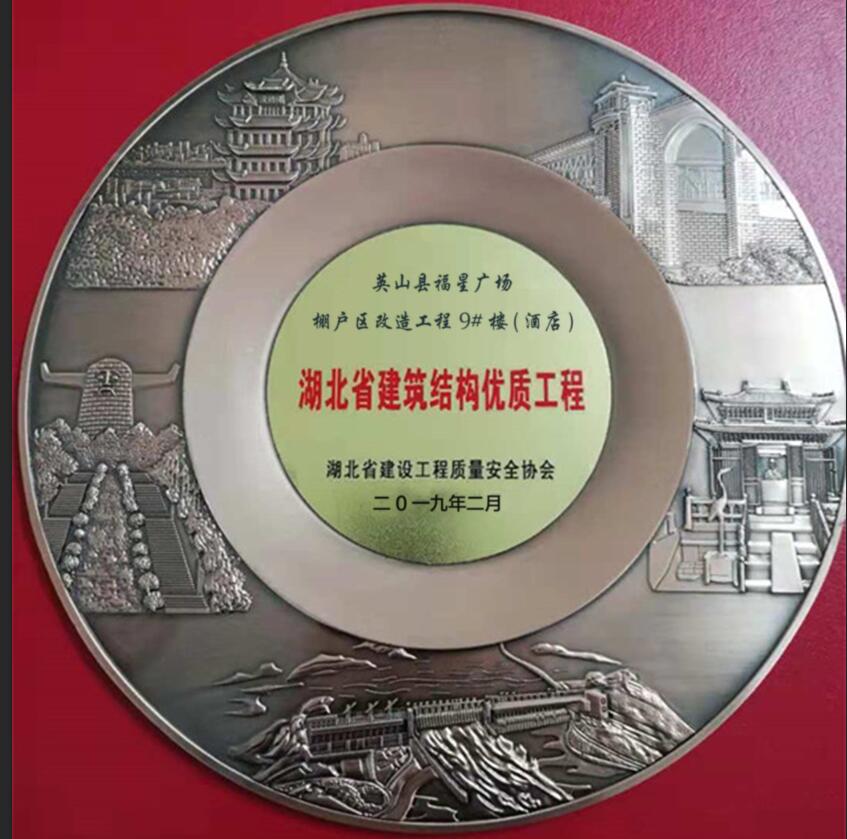 英山县福星广场
棚户区改造工程9#楼(酒店)
湖北省建筑结构优质工程
湖北省建设工程质量安全协会
二0一九年二月